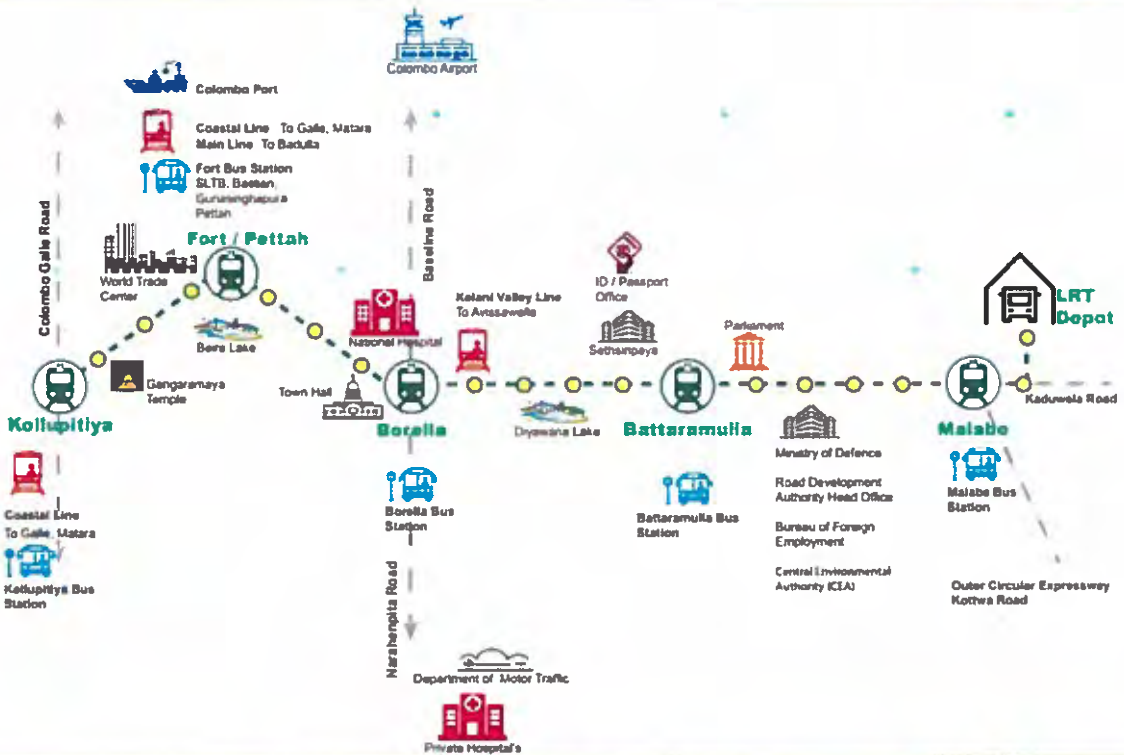 Colombo Airport
Colombo Port
Coastal Line To Galle, Matara
Main Line To Badulla
Fort Bus Station
SLTB, Bastian,
Gunasinghapura
Pettah
Colombo Galle Road
Baseline Road
Fort / Pettah
World Trade
Center
Beira Lake
National Hospital
Kelani Valley Line
To Avissawella
ID / Passport
Office
Sethsiripaya
Parliament
LRT
Depot
Gangaramaya
Temple
Town Hall
Kollupitiya
Borella
Diyawana Lake
Battaramulla
Malabe
Kaduwela Road
Coastal Line
To Galle, Matara
Kollupitiya Bus
Station
Borella Bus
Station
Battaramulla Bus
Station
Ministry of Defence
Road Development
Authority Head Office
Bureau of Foreign
Employment
Central Environmental
Authority (CEA)
Malabe Bus
Station
Outer Circular Expressway
Kottwa Road
Narahenpita Road
Department of Motor Traffic
Private Hospital's